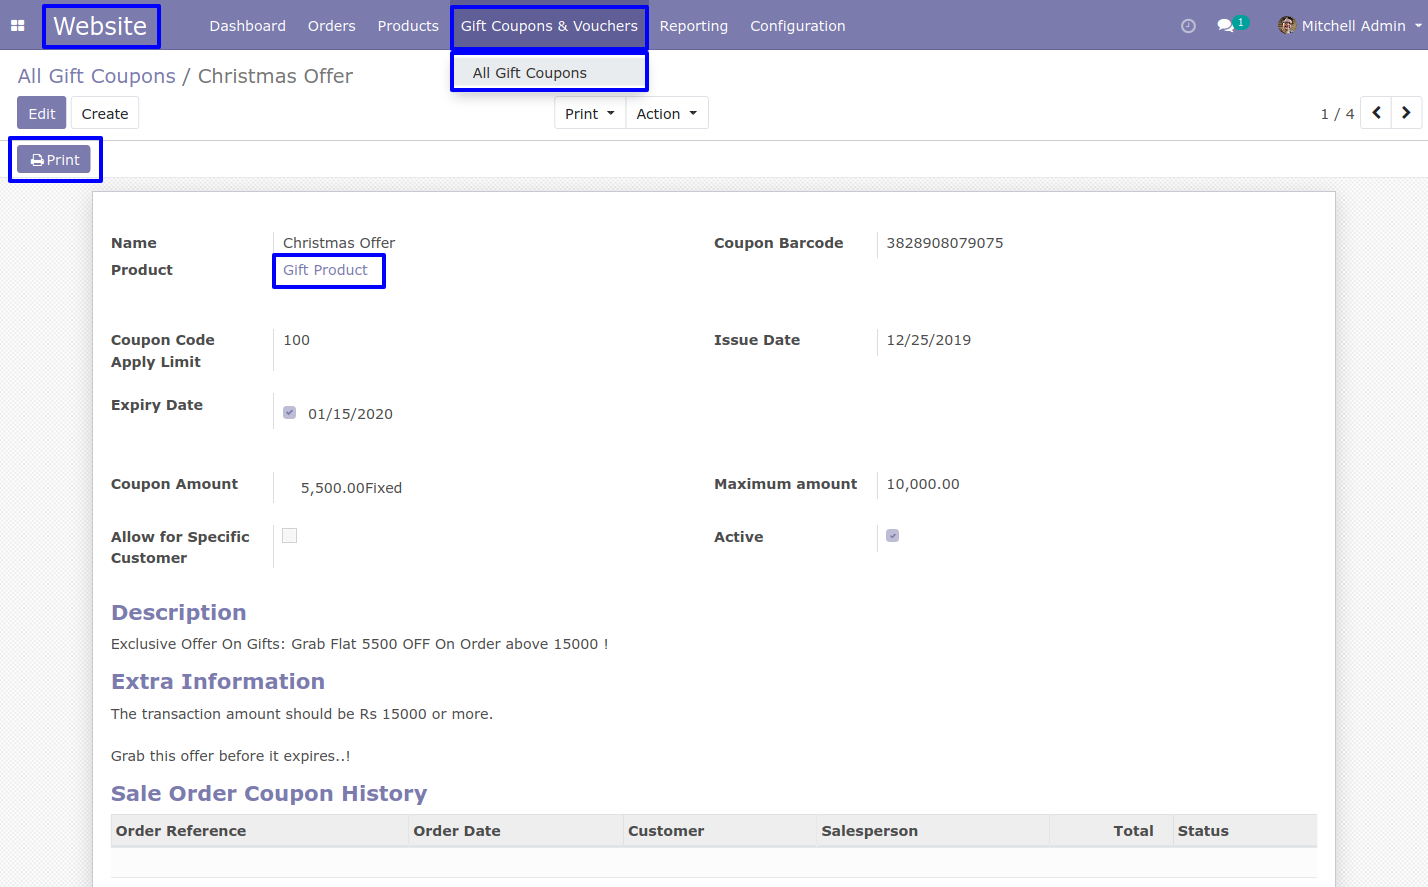 Website Dashboard Orders Products Gift Coupons & Vouchers Reporting Configuration 1 Mitchell Admin
All Gift Coupons
All Gift Coupons / Christmas Offer
Edit Create Print Action 1 / 4
Print
Name Christmas Offer Coupon Barcode 3828908079075
Product Gift Product
Coupon Code 100 Issue Date 12/25/2019
Apply Limit
Expiry Date 01/15/2020
Coupon Amount 5,500.00Fixed Maximum amount 10,000.00
Allow for Specific Active
Customer
Description
Exclusive Offer On Gifts: Grab Flat 5500 OFF On Order above 15000 !
Extra Information
The transaction amount should be Rs 15000 or more.
Grab this offer before it expires..!
Sale Order Coupon History
Order Reference Order Date Customer Salesperson Total Status